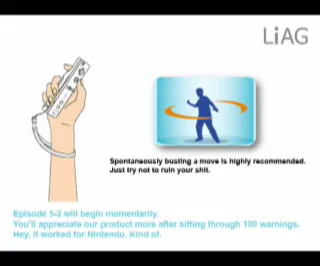 LiAG
Spontaneously busting a move is highly recommended.
Just try not to ruin your shit.
Episode 5-2 will begin momentarily.
You'll appreciate our product more after sitting through 100 warnings.
Hey, it worked for Nintendo. Kind of.